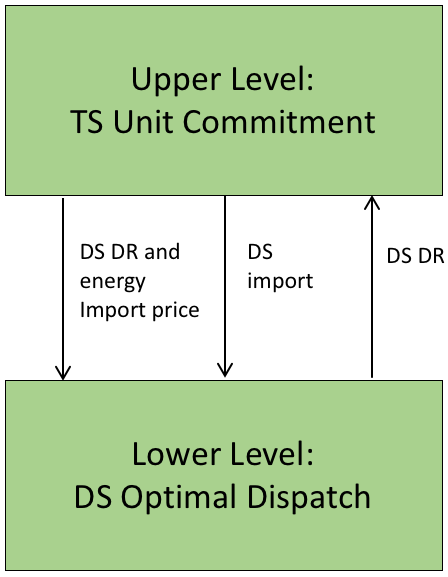 Upper Level:
TS Unit Commitment
DS DR and
energy
Import price
DS
import
DS DR
Lower Level:
DS Optimal Dispatch